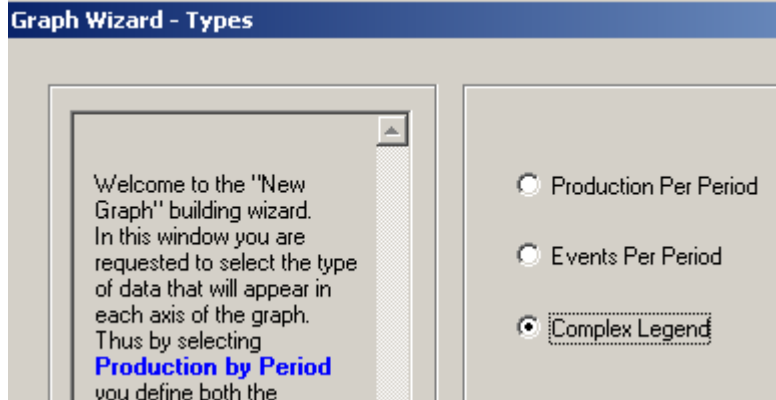 Graph Wizard - Types
Welcome to the "New
Graph" building wizard.
In this window you are
requested to select the type
of data that will appear in
each axis of the graph.
Thus by selecting
Production by Period
you define both the
Production Per Period
Events Per Period
Complex Legend